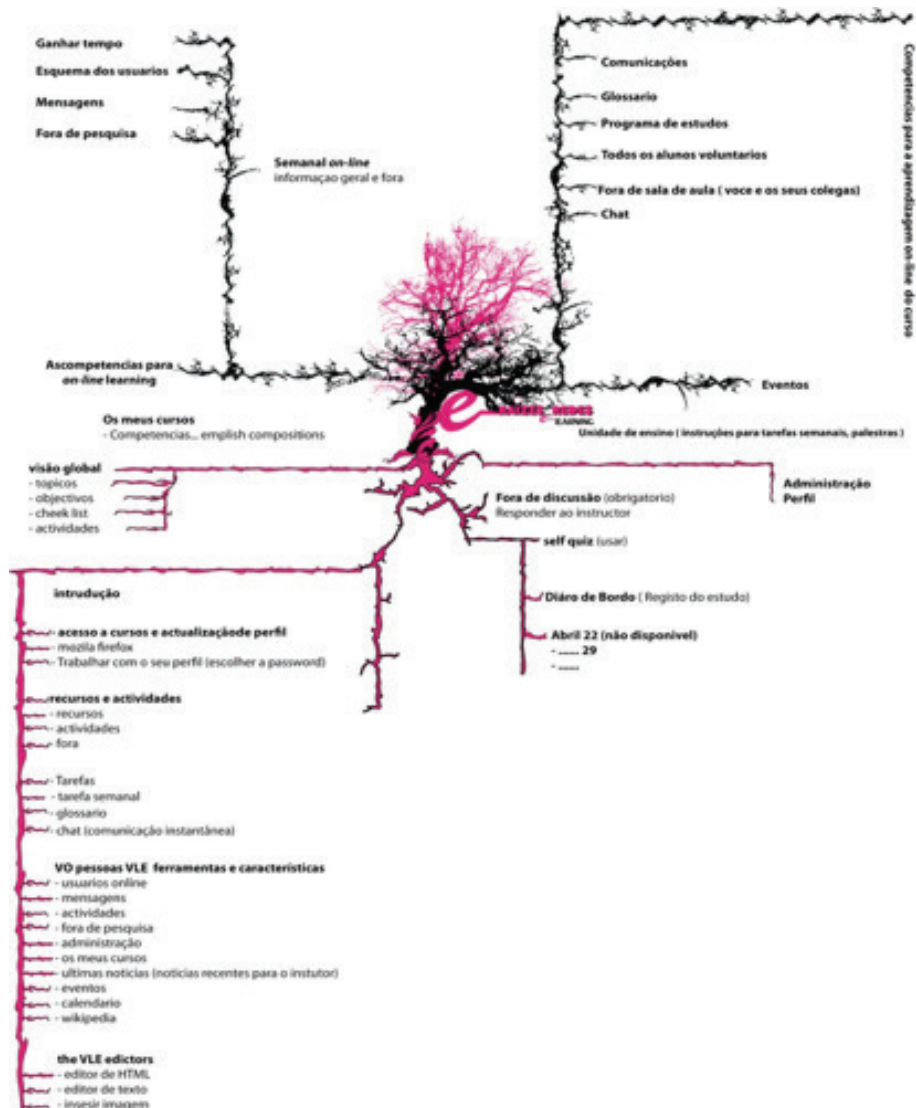 Ganhar tempo
Esquema dos usuarios
Mensagens
Fora de pesquisa
Semanal on-line
informaçao geral e fora
Comunicações
Glossario
Programa de estudos
Todos os alunos voluntarios
Fora de sala de aula ( voce e os seus colegas)
Chat
Competencias para a aprendizagem on-line do curso
Ascompetencias para
on-line learning
Eventos
Os meus cursos
- Competencias... emplish compositions
e
LEARNING
Unidade de ensino ( instruções para tarefas semanais, palestras )
visão global
- topicos
- objectivos
- cheek list
- actividades
Administração
Perfil
Fora de discussão (obrigatorio)
Responder ao instructor
self quiz (usar)
Diáro de Bordo ( Registo do estudo)
Abril 22 (não disponivel)
- ...... 29
- ......
intrudução
- acesso a cursos e actualizaçãode perfil
- mozila firefox
- Trabalhar com o seu perfil (escolher a password)
recursos e actividades
- recursos
- actividades
- fora
- Tarefas
- tarefa semanal
- glossario
- chat (comunicação instantânea)
VO pessoas VLE ferramentas e características
- usuarios online
- mensagens
- actividades
- fora de pesquisa
- administração
- os meus cursos
- ultimas noticias (noticias recentes para o instutor)
- eventos
- calendario
- wikipedia
the VLE edictors
- editor de HTML
- editor de texto
- insesir imagem